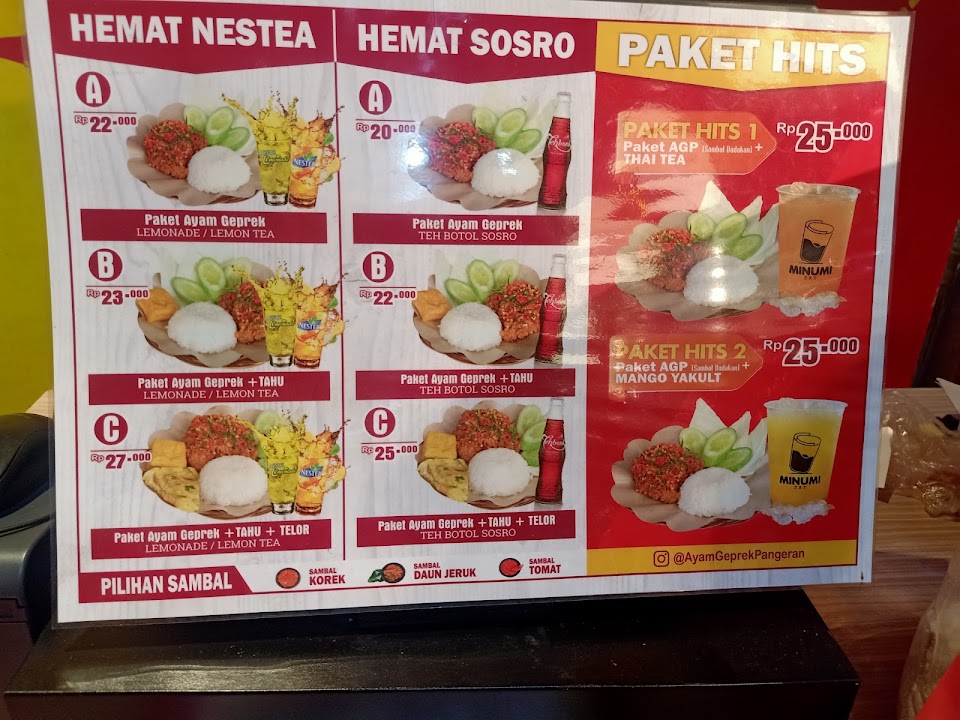 HEMAT NESTEA
A
Rp 22.000
NESTEA
Paket Ayam Geprek
LEMONADE / LEMON TEA
B
Rp 23.000
NESTEA
Paket Ayam Geprek + TAHU
LEMONADE / LEMON TEA
C
Rp 27.000
NESTEA
Paket Ayam Geprek + TAHU + TELOR
LEMONADE / LEMON TEA
HEMAT SOSRO
A
Rp 20.000
Paket Ayam Geprek
TEH BOTOL SOSRO
B
Rp 22.000
Paket Ayam Geprek + TAHU
TEH BOTOL SOSRO
C
Rp 25.000
Paket Ayam Geprek + TAHU + TELOR
TEH BOTOL SOSRO
PAKET HITS
PAKET HITS 1
Paket AGP (Sambal Dadakan) +
THAI TEA
Rp 25.000
MINUMI
PAKET HITS 2
Paket AGP (Sambal Dadakan) +
MANGO YAKULT
Rp 25.000
MINUMI
@AyamGeprekPangeran
PILIHAN SAMBAL
SAMBAL
KOREK
SAMBAL
DAUN JERUK
SAMBAL
TOMAT